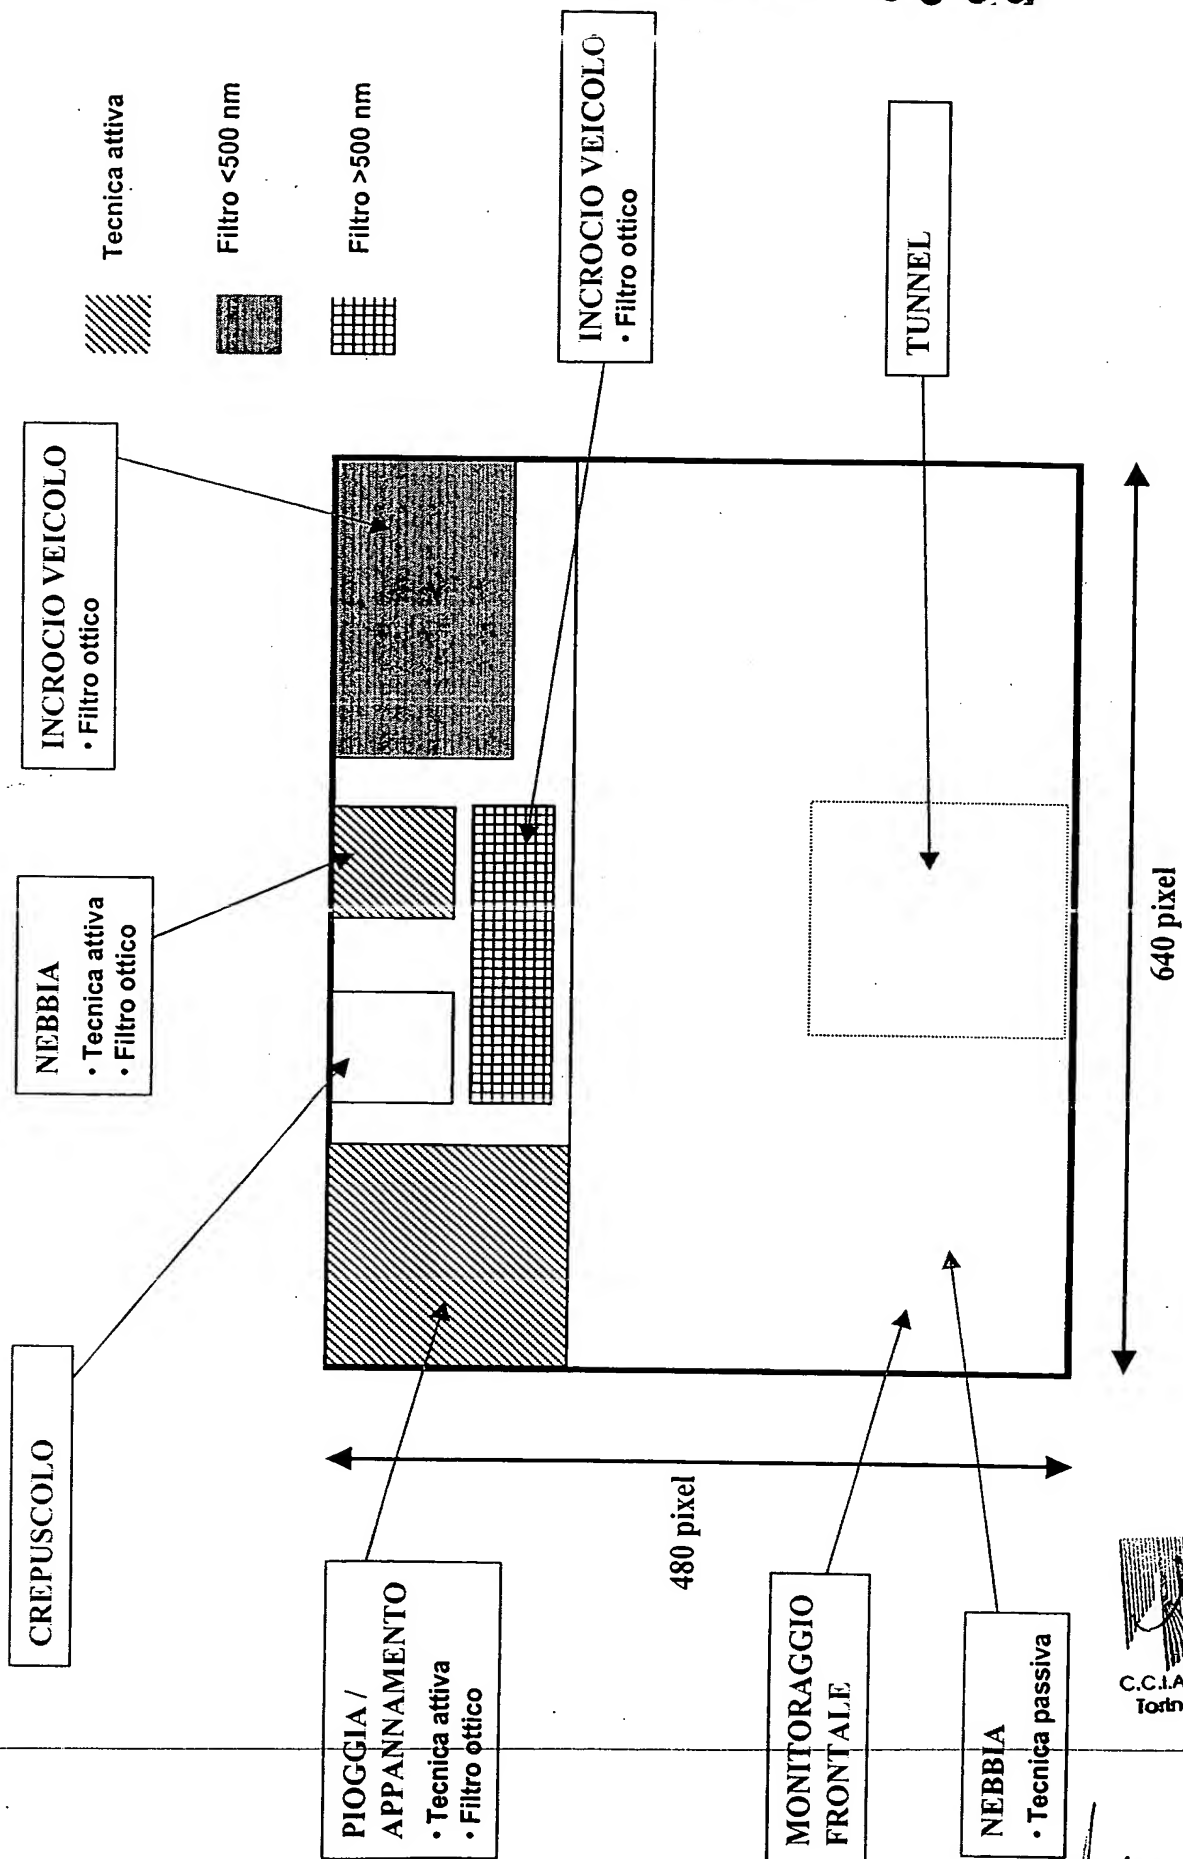 CREPUSCOLO
NEBBIA
• Tecnica attiva
• Filtro ottico
INCROCIO VEICOLO
• Filtro ottico
Tecnica attiva
Filtro <500 nm
Filtro >500 nm
PIOGGIA /
APPANNAMENTO
• Tecnica attiva
• Filtro ottico
INCROCIO VEICOLO
• Filtro ottico
480 pixel
MONITORAGGIO
FRONTALE
NEBBIA
• Tecnica passiva
TUNNEL
640 pixel